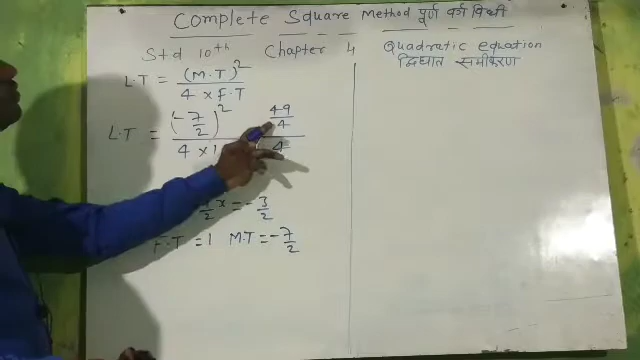 Complete Square Method पूर्ण वर्ग विधी
Std 10th Chapter 4 Quadratic equation
द्विघात समीकरण
L.T = (M.T)² / 4 x F.T
L.T = (-7/2)² / 4 x 1 49/4 / 4
/2 x = -3/2
F.T = 1 M.T = -7/2